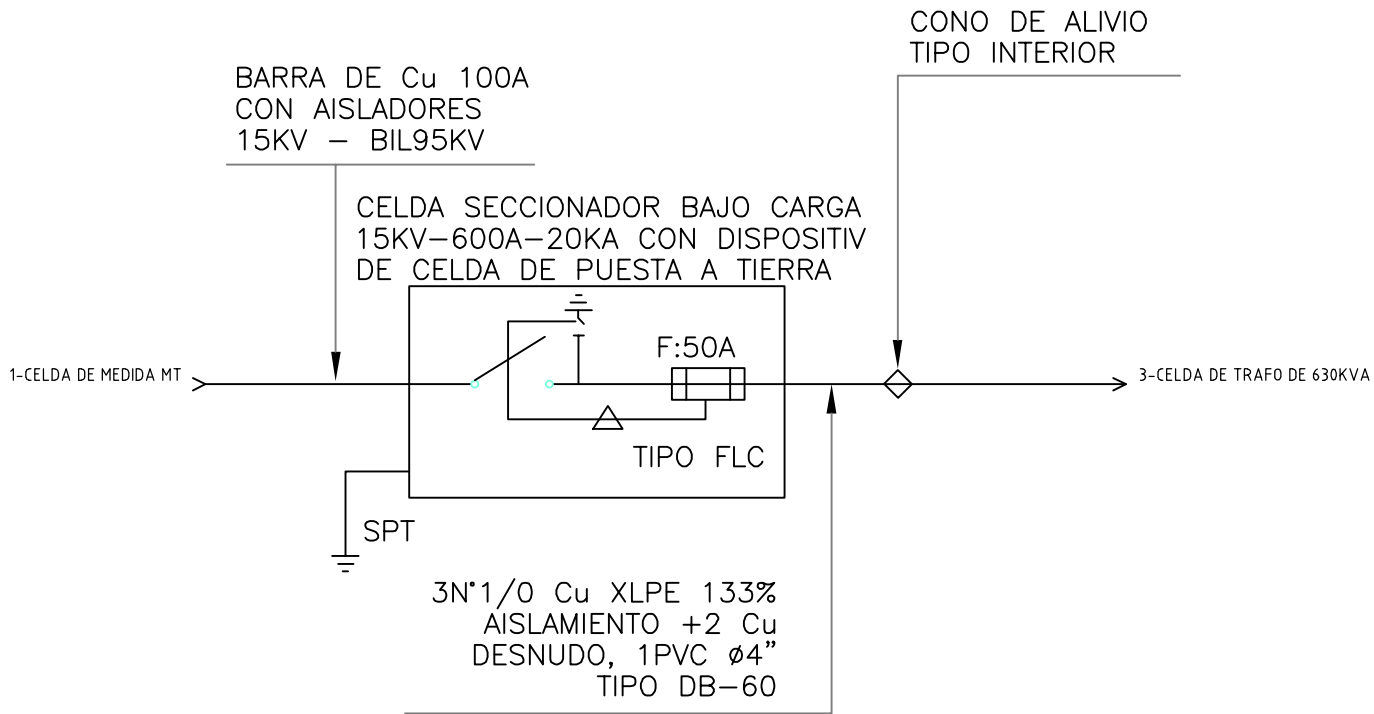 CONO DE ALIVIO
TIPO INTERIOR
BARRA DE Cu 100A
CON AISLADORES
15KV - BIL95KV
CELDA SECCIONADOR BAJO CARGA
15KV-600A-20KA CON DISPOSITIV
DE CELDA DE PUESTA A TIERRA
F:50A
1-CELDA DE MEDIDA MT
3-CELDA DE TRAFO DE 630KVA
TIPO FLC
SPT
3N°1/0 Cu XLPE 133%
AISLAMIENTO +2 Cu
DESNUDO, 1PVC ø4"
TIPO DB-60